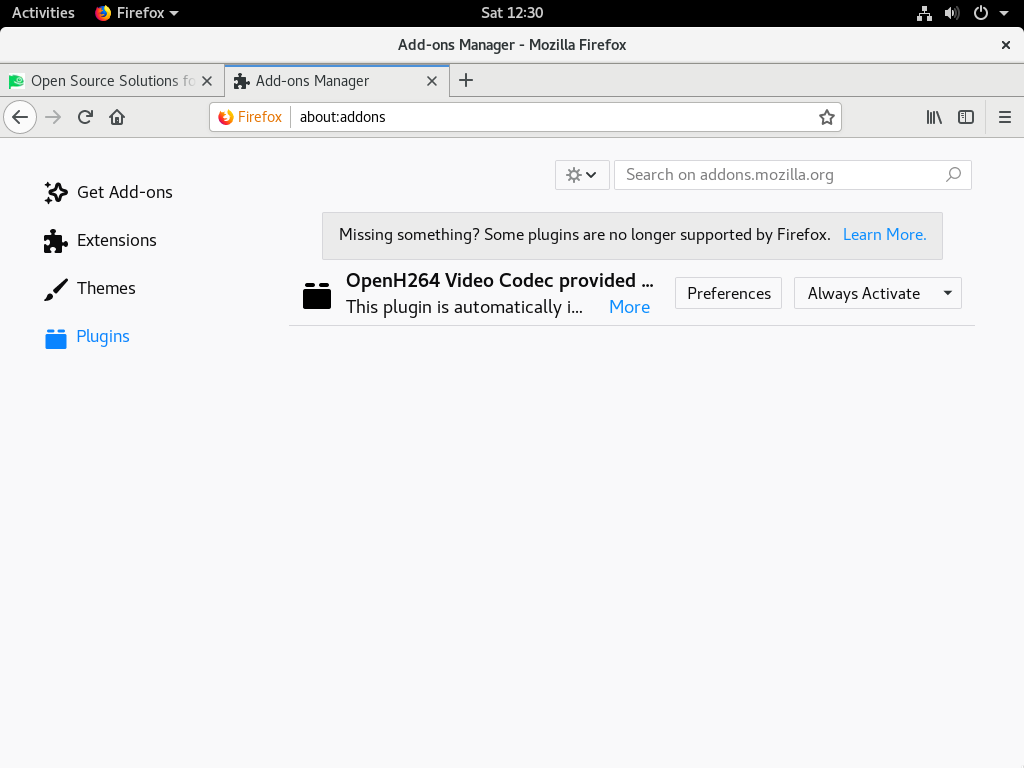 Activities Firefox Sat 12:30
Add-ons Manager - Mozilla Firefox
Open Source Solutions fo Add-ons Manager
Firefox about:addons
Search on addons.mozilla.org
Get Add-ons
Extensions
Themes
Plugins
Missing something? Some plugins are no longer supported by Firefox. Learn More.
OpenH264 Video Codec provided ...
This plugin is automatically i... More
Preferences Always Activate